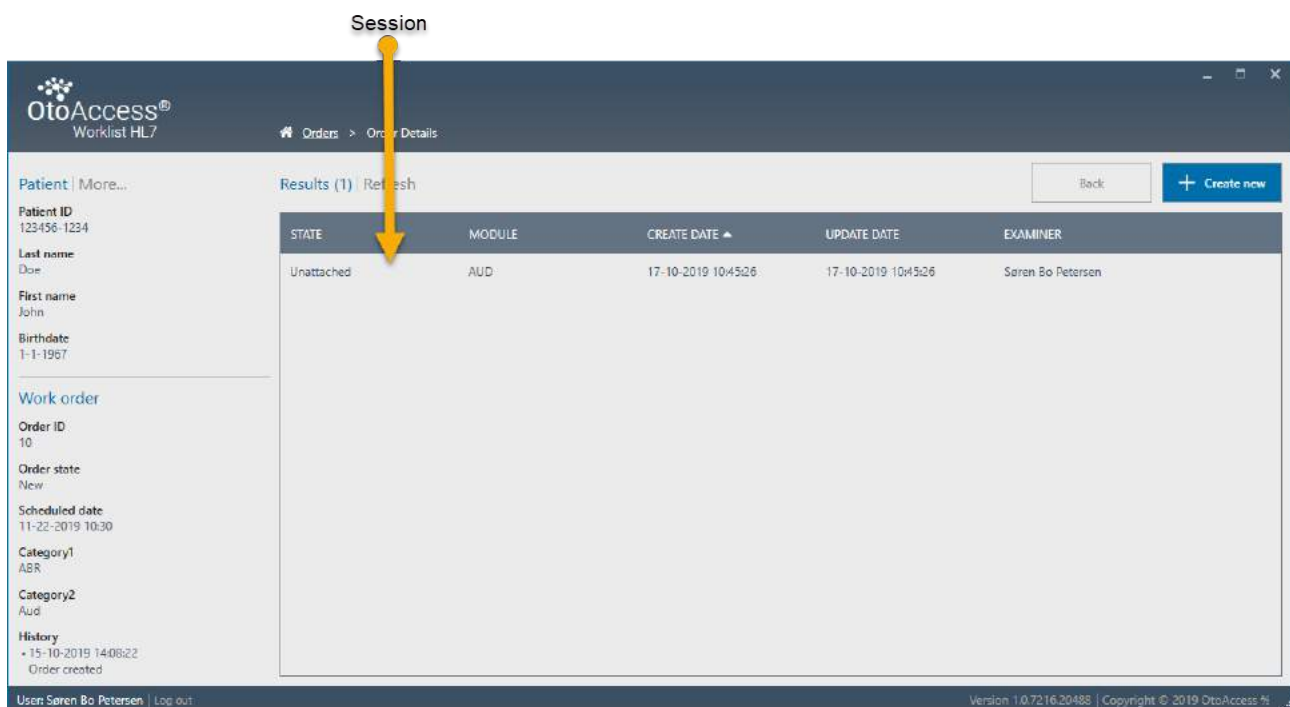 Session
OtoAccess®
Worklist HL7
Orders > Order Details
Patient | More...
Patient ID
123456-1234
Last name
Doe
First name
John
Birthdate
1-1-1967
Work order
Order ID
10
Order state
New
Scheduled date
11-22-2019 10:30
Category1
ABR
Category2
Aud
History
• 15-10-2019 14:08:22
Order created
Results (1) | Refresh
Back
+ Create new
STATE MODULE CREATE DATE UPDATE DATE EXAMINER
Unattached AUD 17-10-2019 10:45:26 17-10-2019 10:45:26 Søren Bo Petersen
User: Søren Bo Petersen | Log out
Version 1.0.7216.20488 | Copyright © 2019 OtoAccess